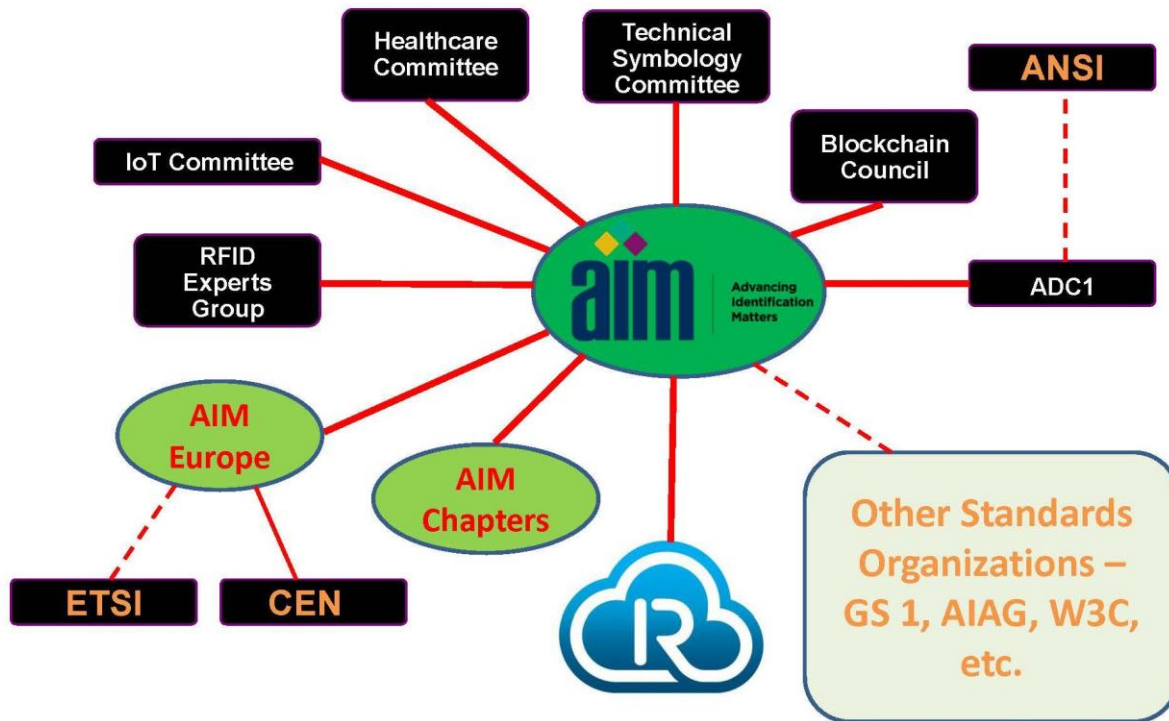 Healthcare
Committee
Technical
Symbology
Committee
ANSI
IoT Committee
Blockchain
Council
RFID
Experts
Group
aim
Advancing
Identification
Matters
ADC1
AIM
Europe
AIM
Chapters
ETSI
CEN
R
Other Standards
Organizations –
GS 1, AIAG, W3C,
etc.